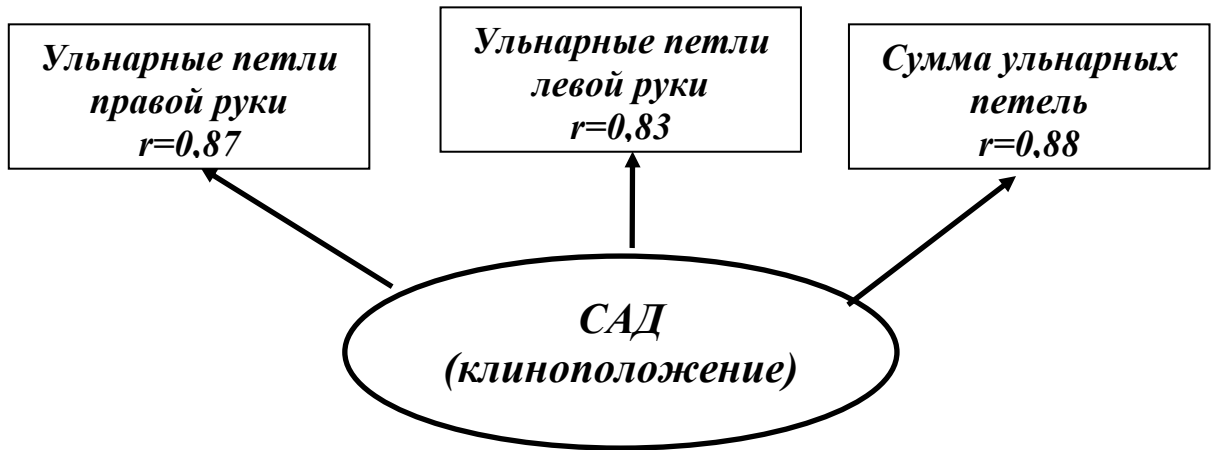 Ульнарные петли
правой руки
r=0,87
Ульнарные петли
левой руки
r=0,83
Сумма ульнарных
петель
r=0,88
САД
(клиноположение)